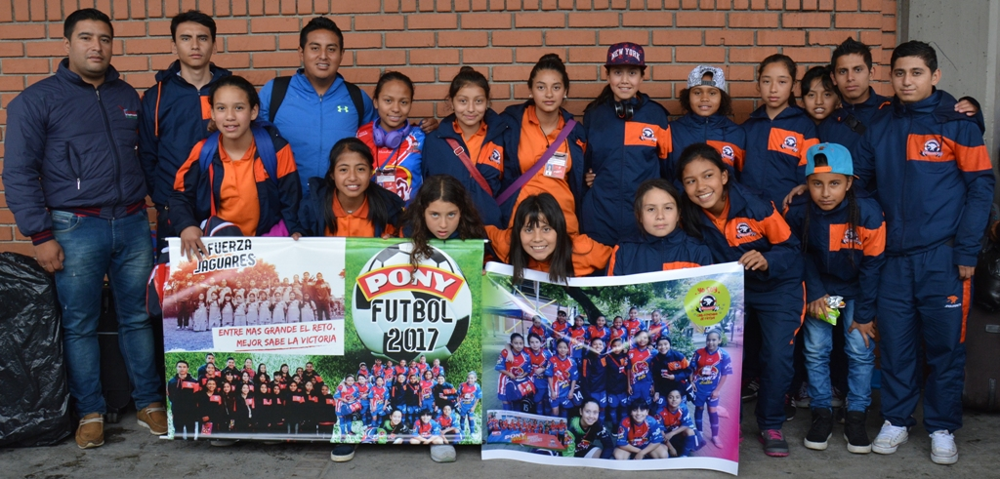 NEW YORK
FUERZA
JAGUARES
ENTRE MAS GRANDE EL RETO,
MEJOR SABE LA VICTORIA
PONY
FUTBOL
2017